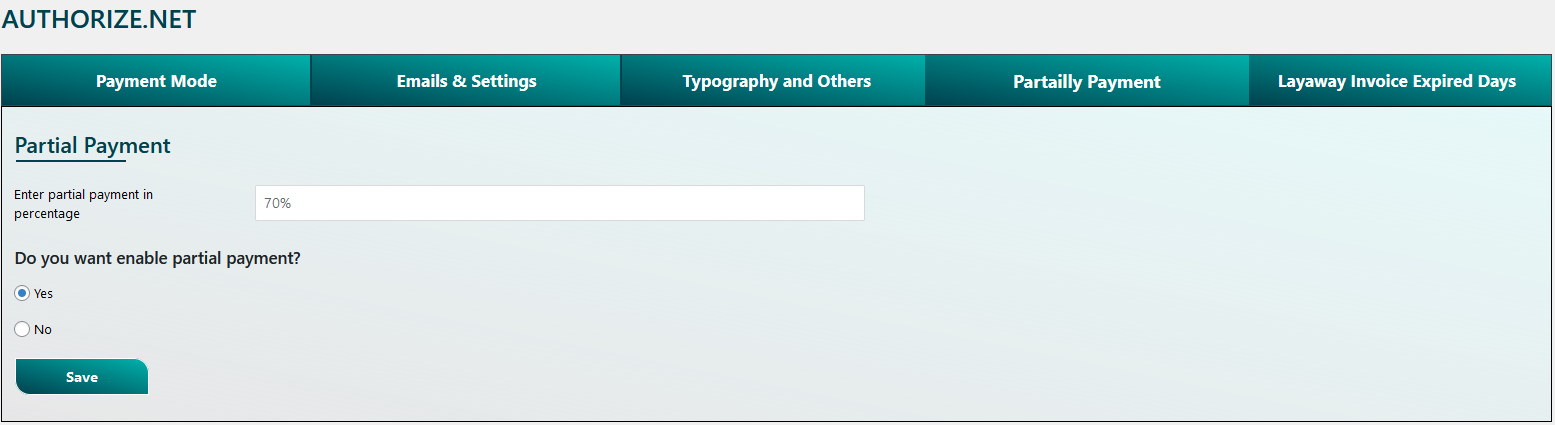 AUTHORIZE.NET
Payment Mode
Emails & Settings
Typography and Others
Partailly Payment
Layaway Invoice Expired Days
Partial Payment
Enter partial payment in
percentage
70%
Do you want enable partial payment?
Yes
No
Save